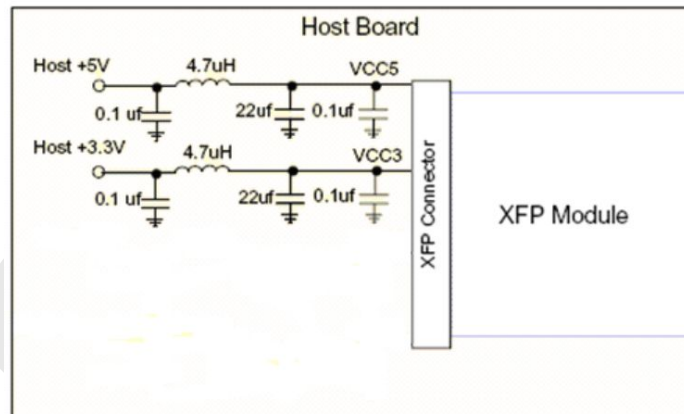 Host Board
Host +5V
4.7uH
VCC5
0.1 uf
22uf
0.1uf
Host +3.3V
4.7uH
VCC3
0.1 uf
22uf
0.1uf
XFP Connector
XFP Module